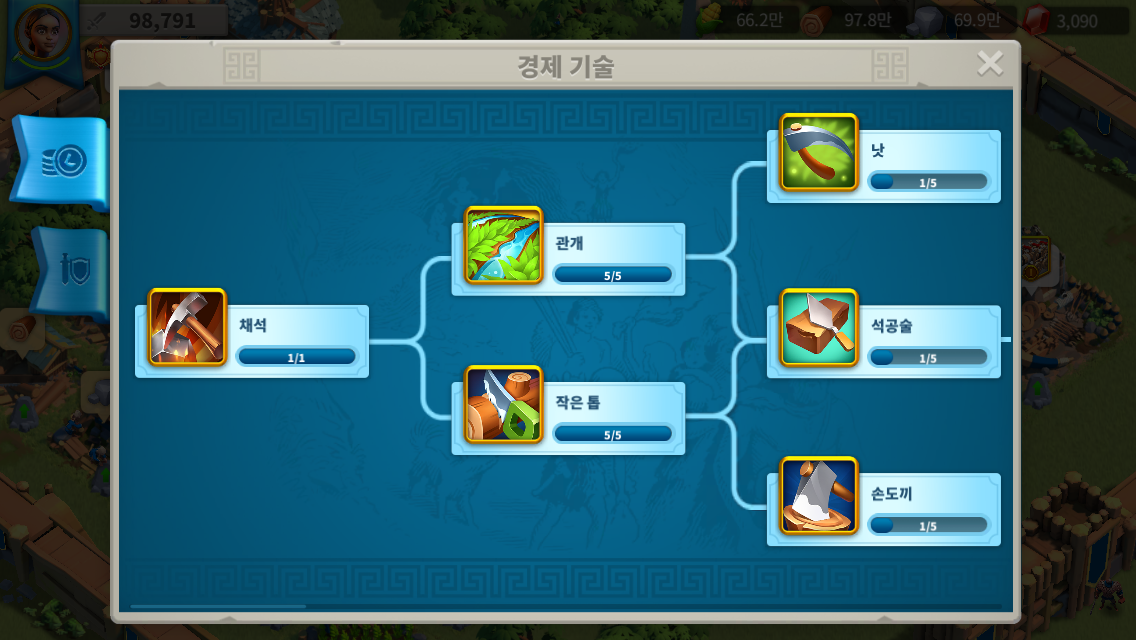 98,791
66.2만
97.8만
69.9만
3,090
경제 기술
낫
1/5
관개
5/5
채석
1/1
석공술
1/5
작은 톱
5/5
손도끼
1/5